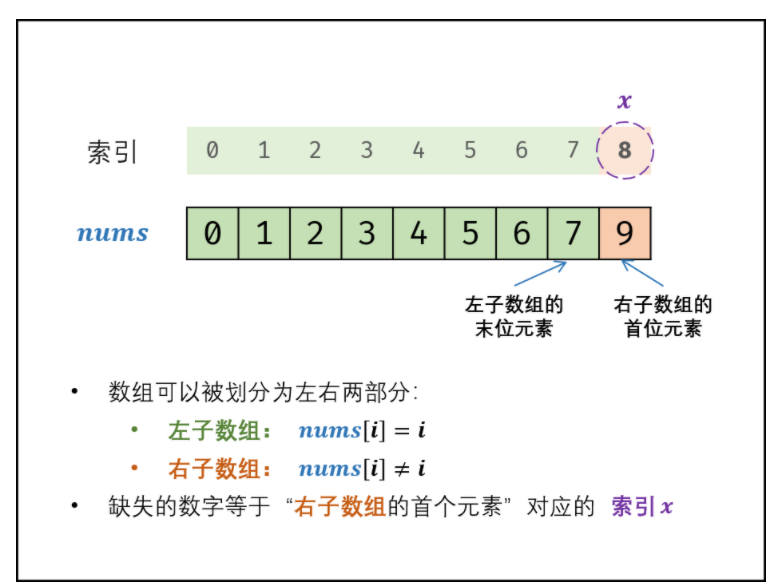 x
索引 0 1 2 3 4 5 6 7 8
nums 0 1 2 3 4 5 6 7 9
左子数组的 右子数组的
末位元素 首位元素
• 数组可以被划分为左右两部分:
• 左子数组: nums[i] = i
• 右子数组: nums[i] ≠ i
• 缺失的数字等于 “右子数组的首个元素” 对应的 索引 x